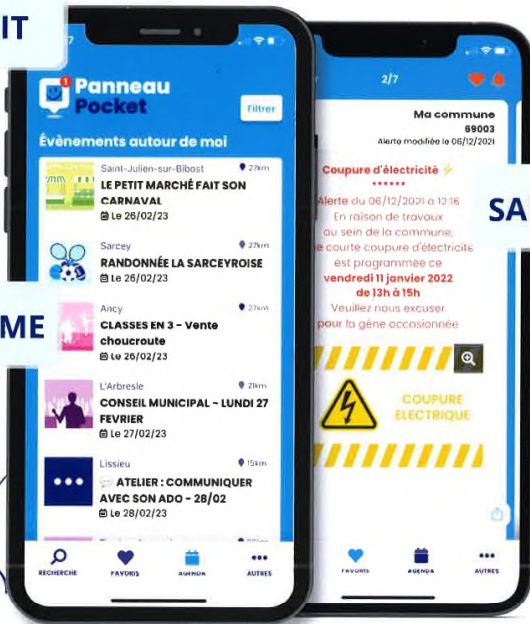 IT
Panneau
Pocket
Filtrer
Évènements autour de moi
Saint-Julien-sur-Bibost
27km
LE PETIT MARCHÉ FAIT SON
CARNAVAL
Le 26/02/23
Sarcey
27km
RANDONNÉE LA SARCEYROISE
Le 26/02/23
Ancy
27km
CLASSES EN 3 - Vente
choucroute
Le 26/02/23
L'Arbresle
21km
CONSEIL MUNICIPAL - LUNDI 27
FEVRIER
Le 27/02/23
Lissieu
15km
💬 ATELIER : COMMUNIQUER
AVEC SON ADO - 28/02
Le 28/02/23
RECHERCHE
FAVORIS
AGENDA
AUTRES
ME
2/7
Ma commune
69003
Alerte modifiée le 06/12/2021
Coupure d'électricité ⚡
Alerte du 06/12/2021 à 12:16
En raison de travaux
au sein de la commune,
e courte coupure d'électricité
est programmée ce
vendredi 11 janvier 2022
de 13h à 15h
Veuillez nous excuser
pour la gêne occasionnée
COUPURE
ELECTRIQUE
FAVORIS
AGENDA
AUTRES
SA